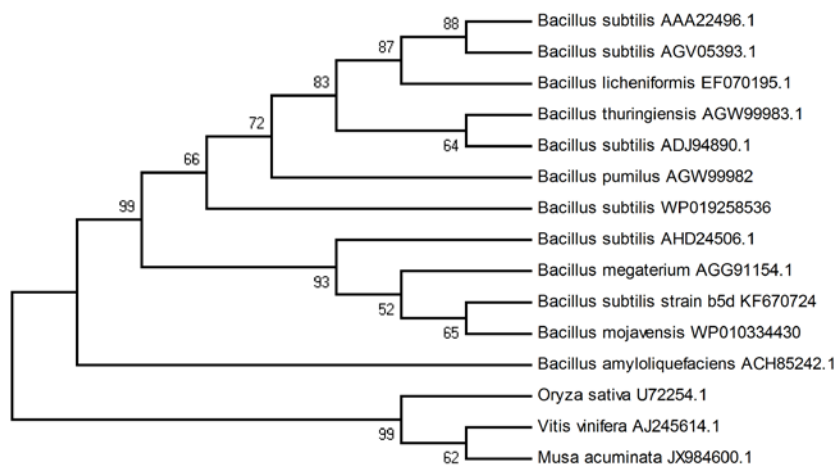 88 Bacillus subtilis AAA22496.1
87 Bacillus subtilis AGV05393.1
83 Bacillus licheniformis EF070195.1
72 Bacillus thuringiensis AGW99983.1
64 Bacillus subtilis ADJ94890.1
66 Bacillus pumilus AGW99982
99 Bacillus subtilis WP019258536
Bacillus subtilis AHD24506.1
93 Bacillus megaterium AGG91154.1
52 Bacillus subtilis strain b5d KF670724
65 Bacillus mojavensis WP010334430
Bacillus amyloliquefaciens ACH85242.1
Oryza sativa U72254.1
99 Vitis vinifera AJ245614.1
62 Musa acuminata JX984600.1